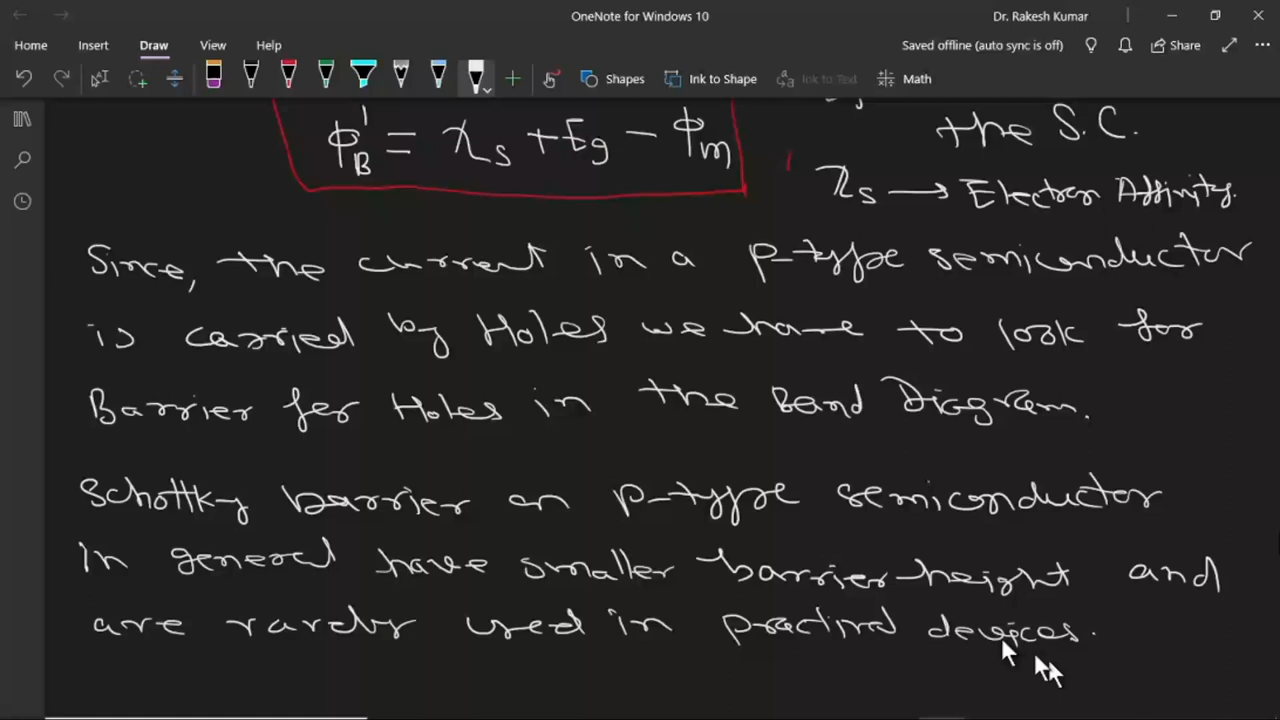 OneNote for Windows 10
Dr. Rakesh Kumar
Home Insert Draw View Help
Saved offline (auto sync is off) Share
Shapes Ink to Shape Ink to Text Math
ϕ'B = χs + Eg − ϕm
the S.C.
χs → Electron Affinity.
Since, the current in a p-type semiconductor
is carried by Holes we have to look for
Barrier for Holes in the Band Diagram.
Schottky barrier on p-type semiconductor
In general have smaller barrier-height and
are rarely used in practical devices.